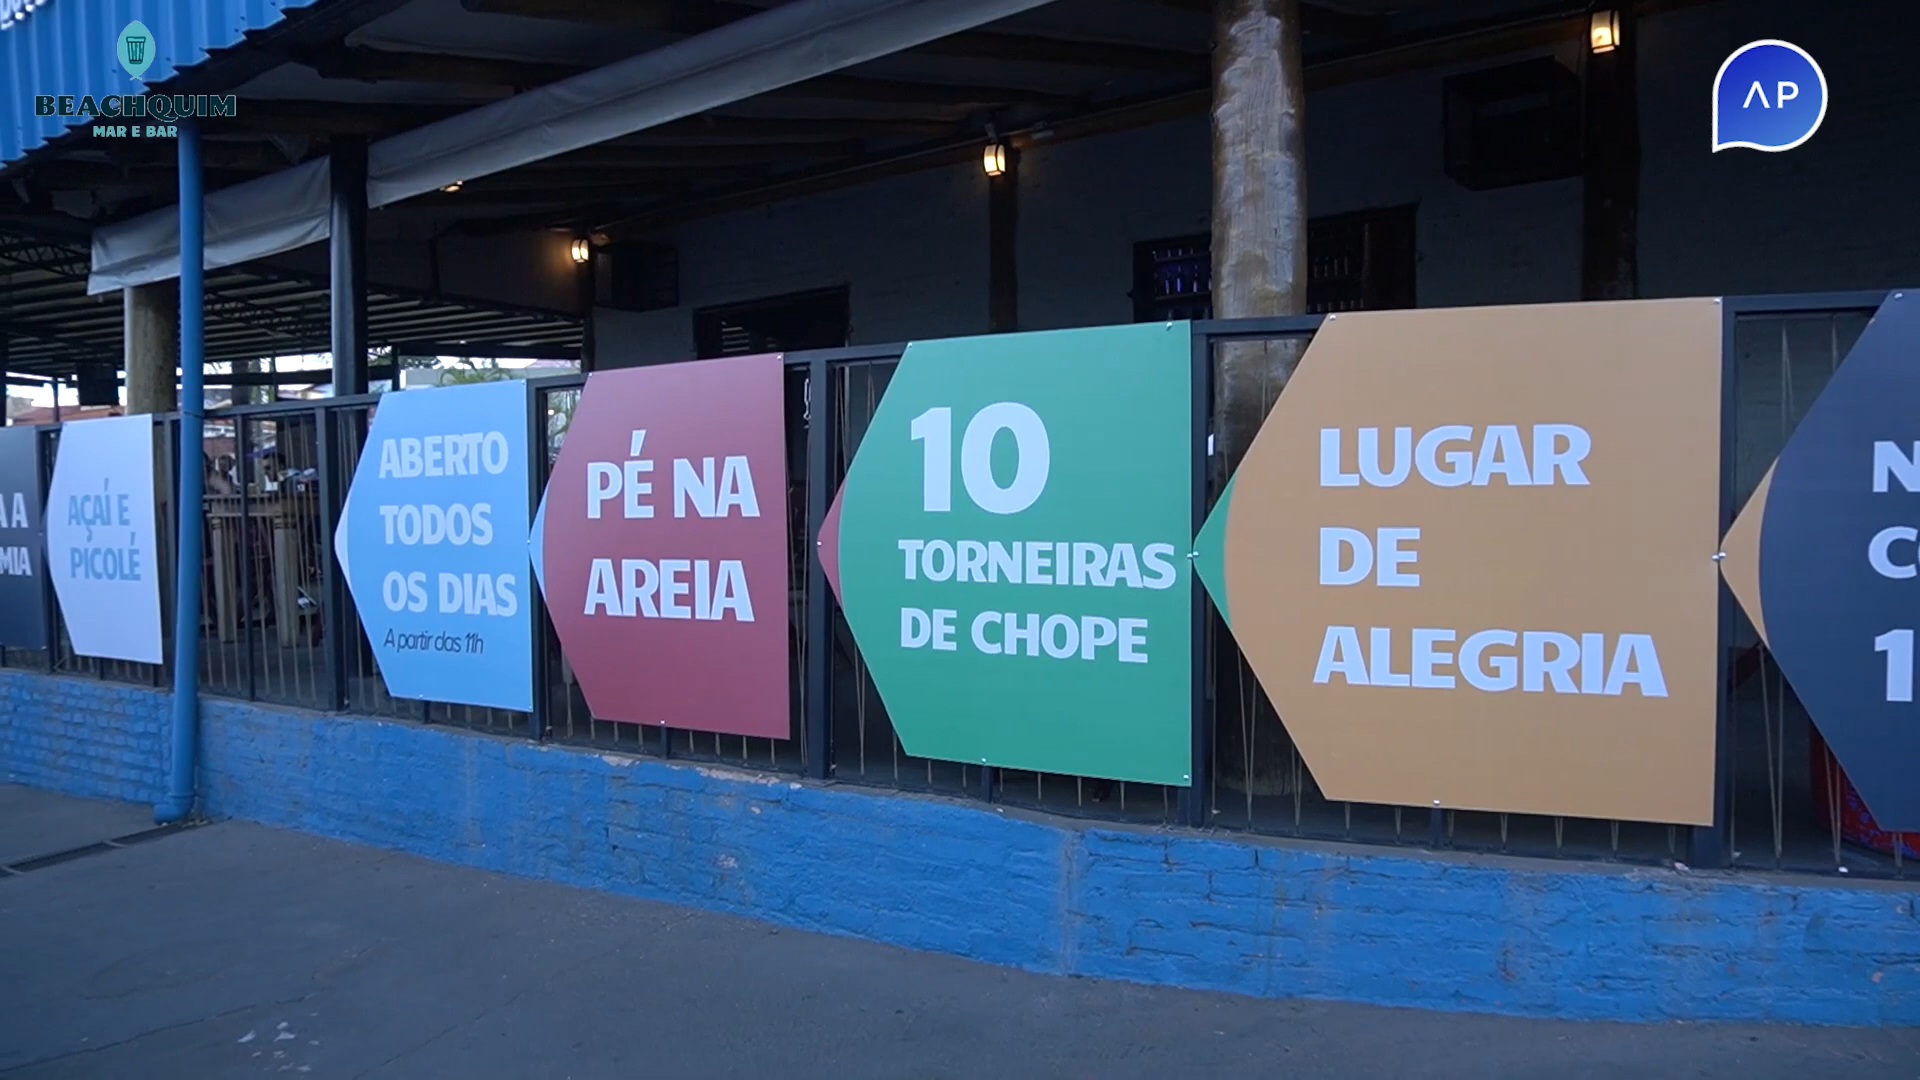 BEACHQUIM
MAR E BAR
AP
A A
MIA
AÇAÍ E
PICOLÉ
ABERTO
TODOS
OS DIAS
A partir das 11h
PÉ NA
AREIA
10
TORNEIRAS
DE CHOPE
LUGAR
DE
ALEGRIA